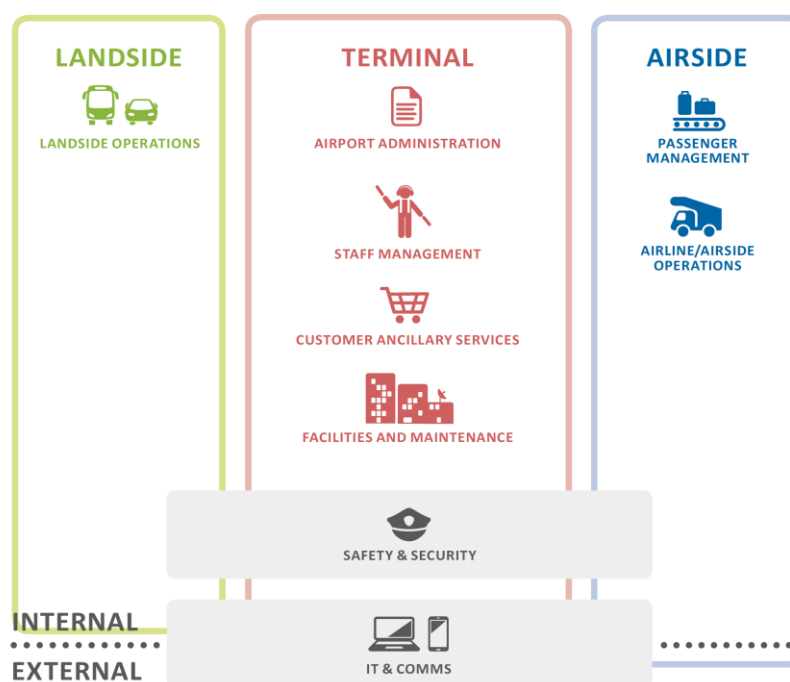 LANDSIDE
LANDSIDE OPERATIONS
TERMINAL
AIRPORT ADMINISTRATION
STAFF MANAGEMENT
CUSTOMER ANCILLARY SERVICES
FACILITIES AND MAINTENANCE
AIRSIDE
PASSENGER
MANAGEMENT
AIRLINE/AIRSIDE
OPERATIONS
SAFETY & SECURITY
INTERNAL
EXTERNAL
IT & COMMS